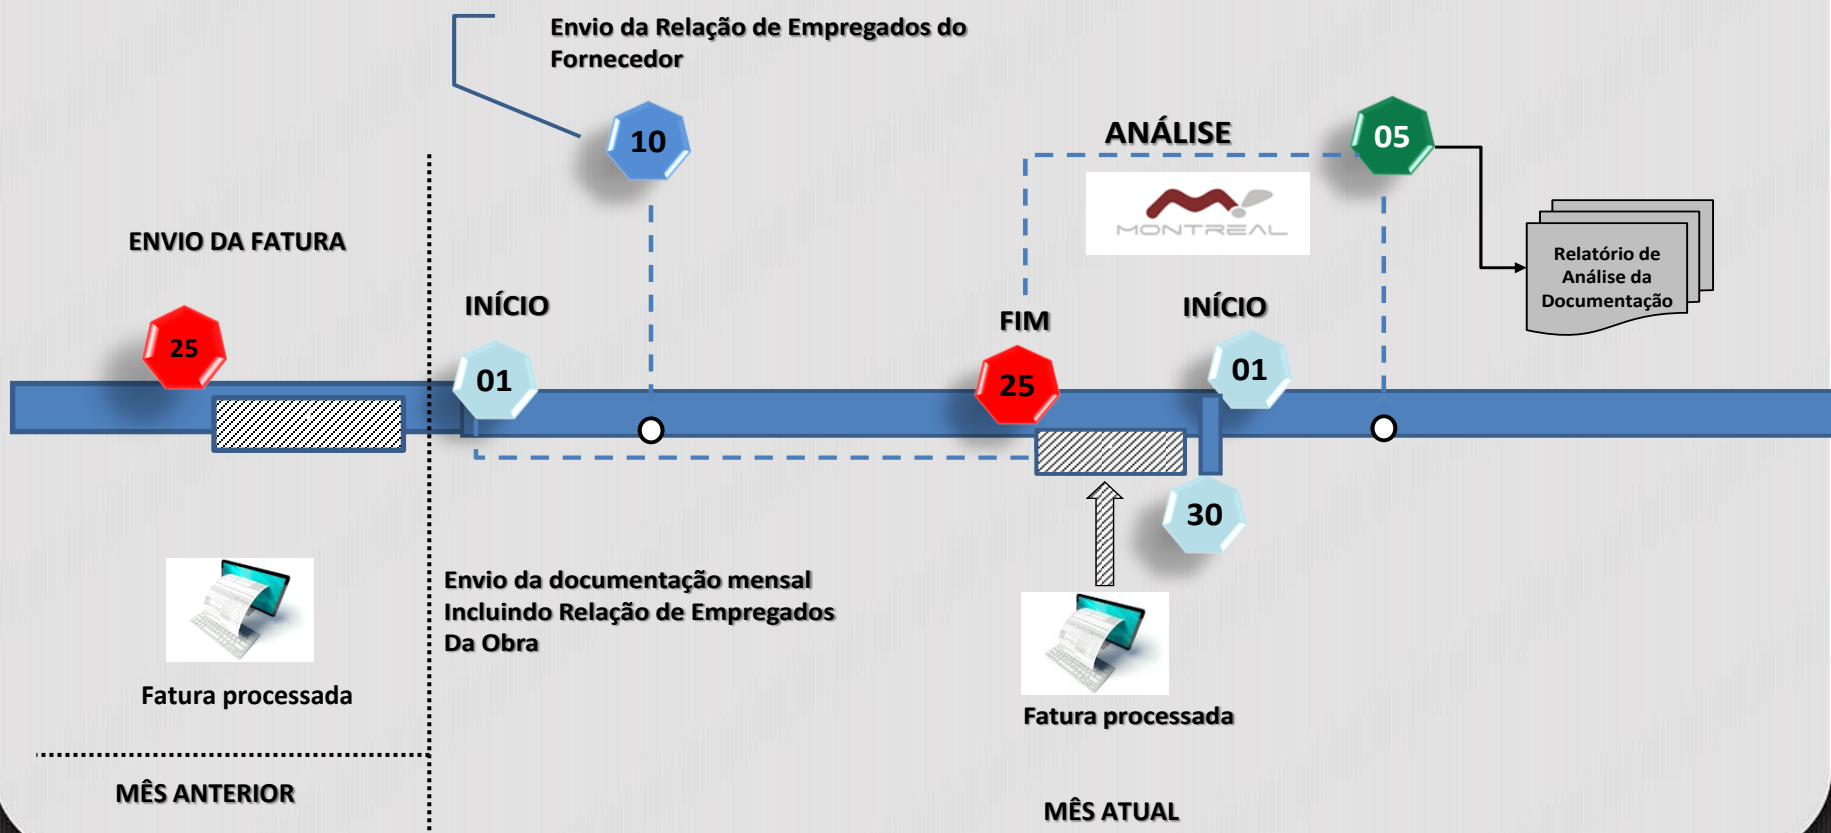 Envio da Relação de Empregados do
Fornecedor
10
ANÁLISE
05
MONTREAL
ENVIO DA FATURA
Relatório de
Análise da
Documentação
INÍCIO
FIM
INÍCIO
25
01
25
01
30
Envio da documentação mensal
Incluindo Relação de Empregados
Da Obra
Fatura processada
Fatura processada
MÊS ANTERIOR
MÊS ATUAL